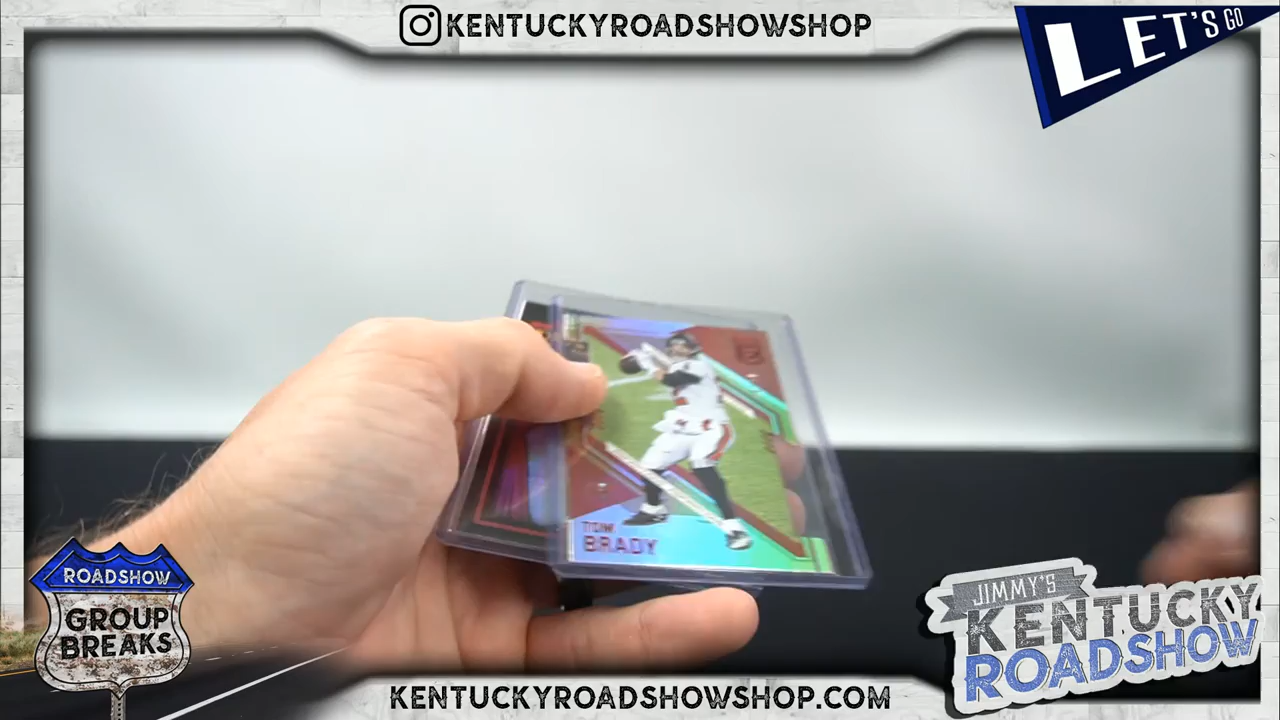 KENTUCKYROADSHOWSHOP
LET'S GO
TOM
BRADY
ROADSHOW
GROUP
BREAKS
JIMMY'S
KENTUCKY
ROADSHOW
KENTUCKYROADSHOWSHOP.COM